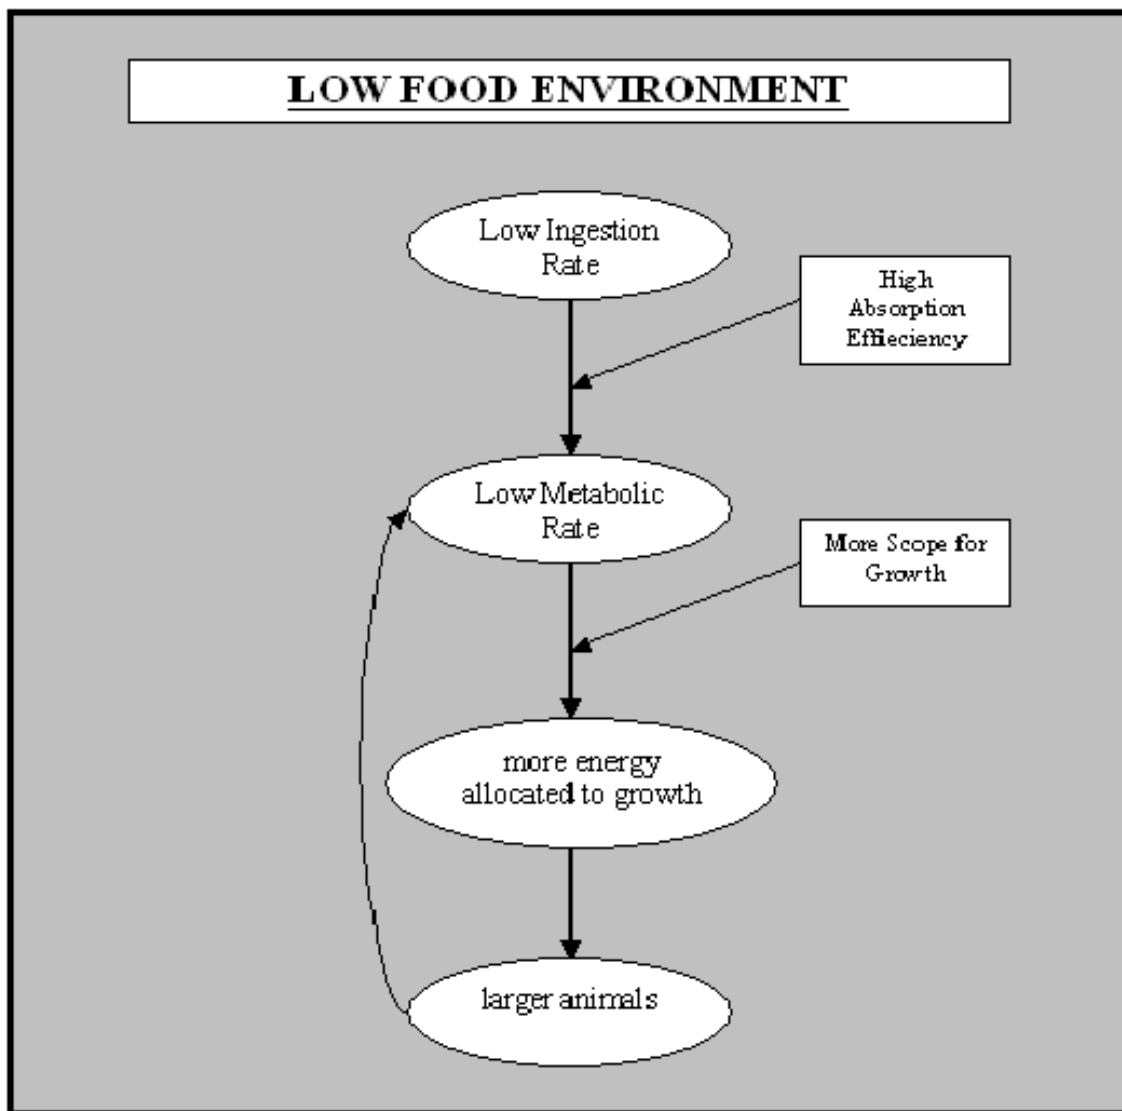 LOW FOOD ENVIRONMENT
Low Ingestion
Rate
High
Absorption
Effieciency
Low Metabolic
Rate
More Scope for
Growth
more energy
allocated to growth
larger animals